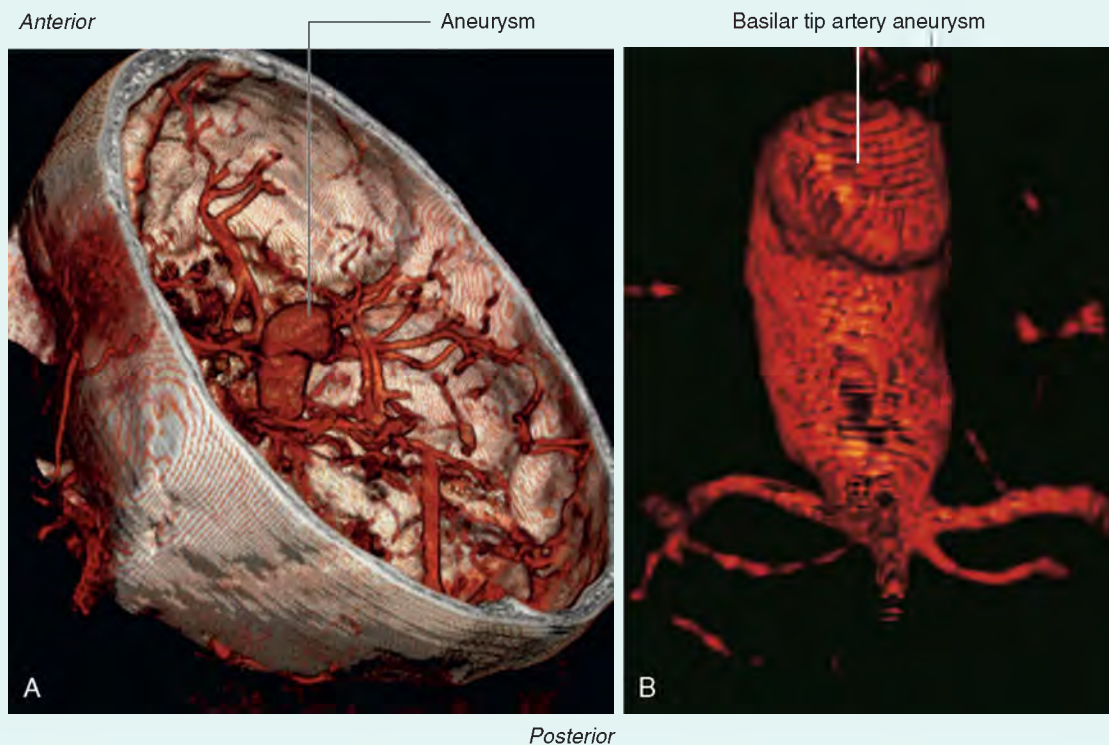 Anterior
Aneurysm
Basilar tip artery aneurysm
A
B
Posterior